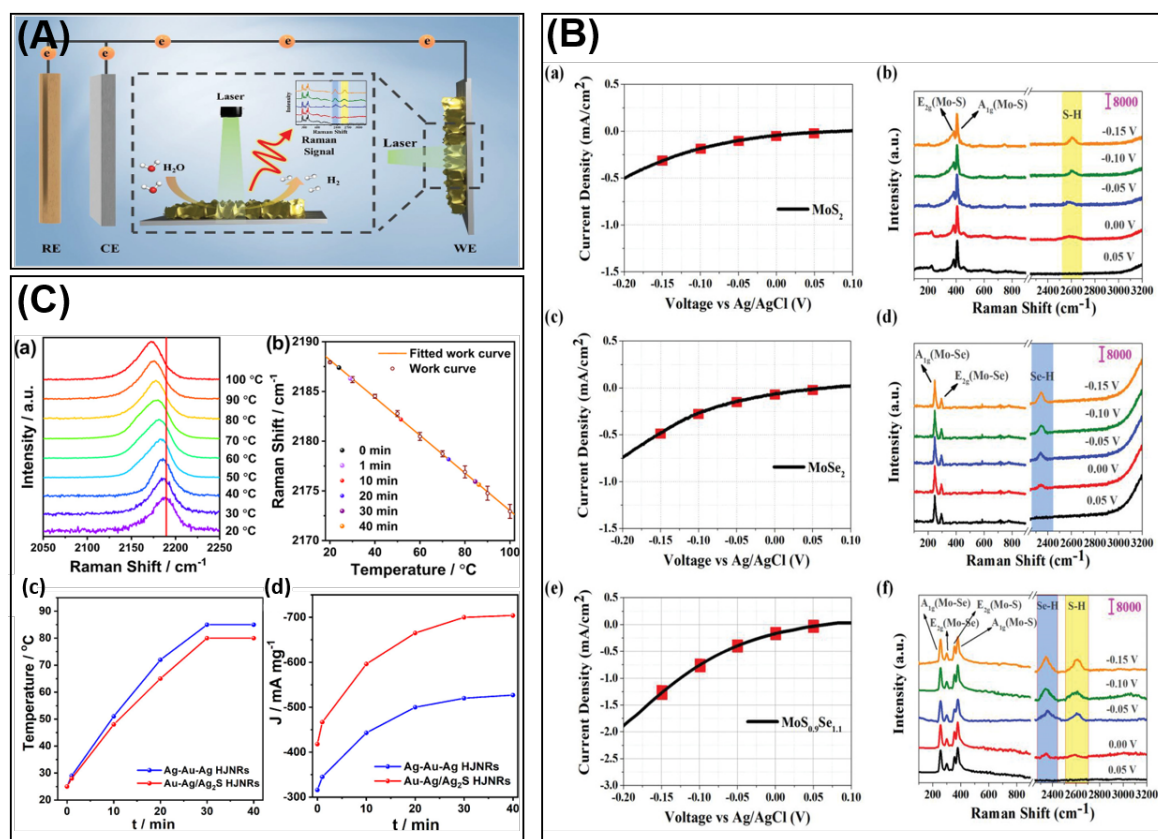 (A)
e e e e e
Laser
Intensity
Raman Shift
Raman
Signal
H₂O
H₂
Laser
RE
CE
WE
(B)
(a)
Current Density (mA/cm²)
0.5
0.0
-0.5
-1.0
-1.5
MoS₂
-0.20 -0.15 -0.10 -0.05 0.00 0.05 0.10
Voltage vs Ag/AgCl (V)
(b)
Intensity (a.u.)
E₂g(Mo-S)
A₁g(Mo-S)
S-H
8000
-0.15 V
-0.10 V
-0.05 V
0.00 V
0.05 V
200 400 600 800 2400 2600 2800 3200
Raman Shift (cm⁻¹)
(c)
Current Density (mA/cm²)
0.5
0.0
-0.5
-1.0
-1.5
MoSe₂
-0.20 -0.15 -0.10 -0.05 0.00 0.05 0.10
Voltage vs Ag/AgCl (V)
(d)
Intensity (a.u.)
A₁g(Mo-Se)
E₂g(Mo-Se)
Se-H
8000
-0.15 V
-0.10 V
-0.05 V
0.00 V
0.05 V
200 400 600 800 2400 2600 2800 3200
Raman Shift (cm⁻¹)
(e)
Current Density (mA/cm²)
0.5
0.0
-0.5
-1.0
-1.5
-2.0
-2.5
-3.0
MoS₀.₉Se₁.₁
-0.20 -0.15 -0.10 -0.05 0.00 0.05 0.10
Voltage vs Ag/AgCl (V)
(f)
Intensity (a.u.)
A₁g(Mo-Se)
E₂g(Mo-Se)
E₂g(Mo-S)
A₁g(Mo-S)
Se-H
S-H
8000
-0.15 V
-0.10 V
-0.05 V
0.00 V
0.05 V
200 400 600 800 2400 2600 2800 3200
Raman Shift (cm⁻¹)
(C)
(a)
Intensity / a.u.
100 °C
90 °C
80 °C
70 °C
60 °C
50 °C
40 °C
30 °C
20 °C
2050 2100 2150 2200 2250
Raman Shift / cm⁻¹
(b)
Raman Shift / cm⁻¹
2190
2185
2180
2175
2170
Fitted work curve
Work curve
0 min
1 min
10 min
20 min
30 min
40 min
20 40 60 80 100
Temperature / °C
(c)
Temperature / °C
90
80
70
60
50
40
30
20
Ag-Au-Ag HJNRs
Au-Ag/Ag₂S HJNRs
0 10 20 30 40
t / min
(d)
J / mA mg⁻¹
-700
-600
-500
-400
-300
Ag-Au-Ag HJNRs
Au-Ag/Ag₂S HJNRs
0 10 20 30 40
t / min